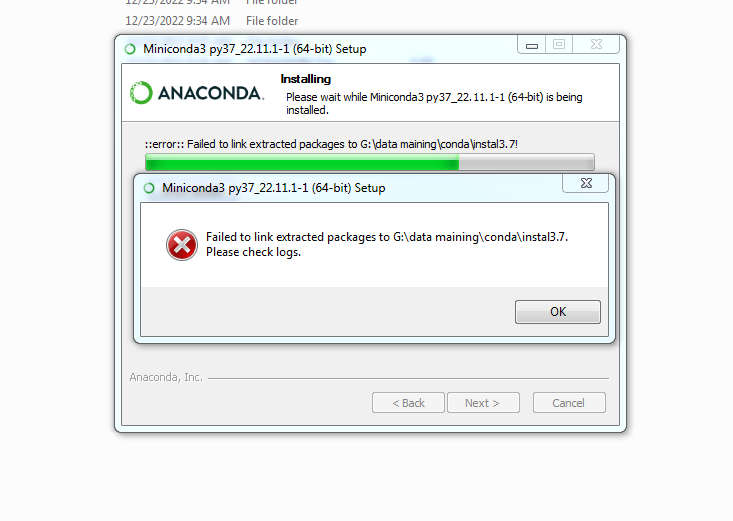 12/23/2022 9:34 AM File folder
12/23/2022 9:34 AM File folder
Miniconda3 py37_22.11.1-1 (64-bit) Setup
ANACONDA.
Installing
Please wait while Miniconda3 py37_22.11.1-1 (64-bit) is being
installed.
::error:: Failed to link extracted packages to G:\data maining\conda\instal3.7!
Miniconda3 py37_22.11.1-1 (64-bit) Setup
Failed to link extracted packages to G:\data maining\conda\instal3.7.
Please check logs.
OK
Anaconda, Inc.
< Back Next > Cancel